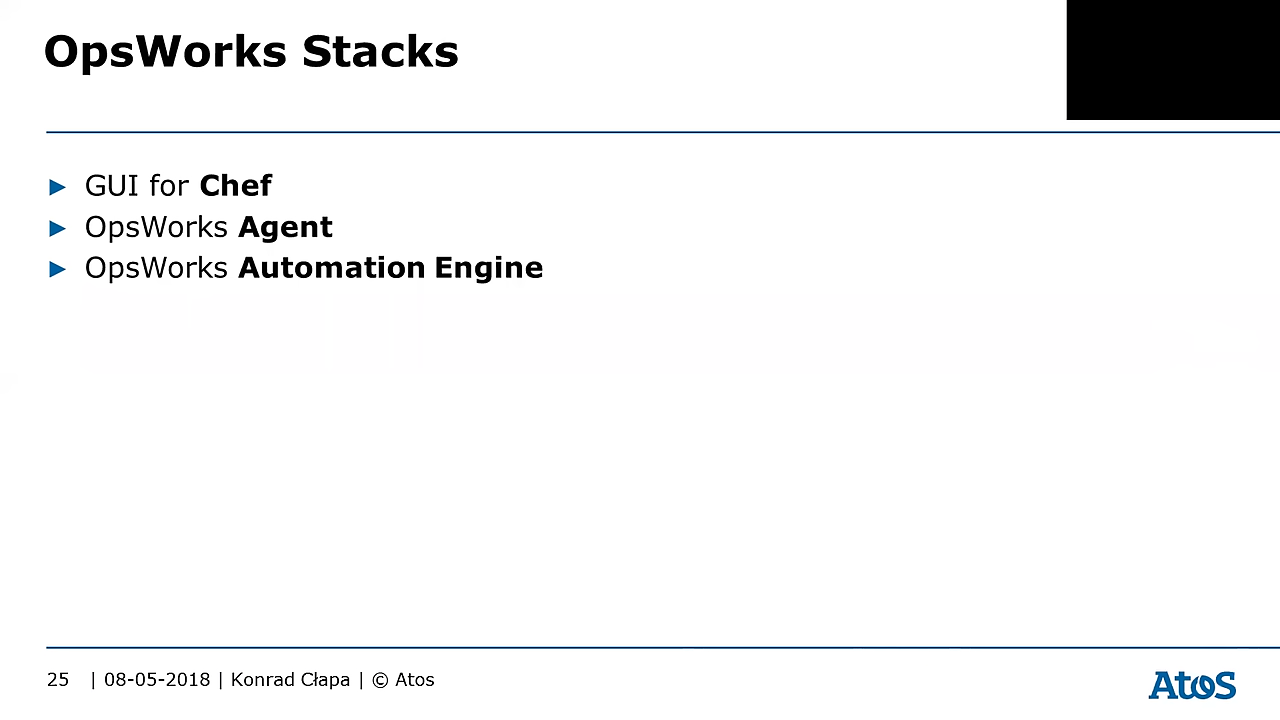 OpsWorks Stacks
► GUI for Chef
► OpsWorks Agent
► OpsWorks Automation Engine
25 | 08-05-2018 | Konrad Cłapa | © Atos
Atos